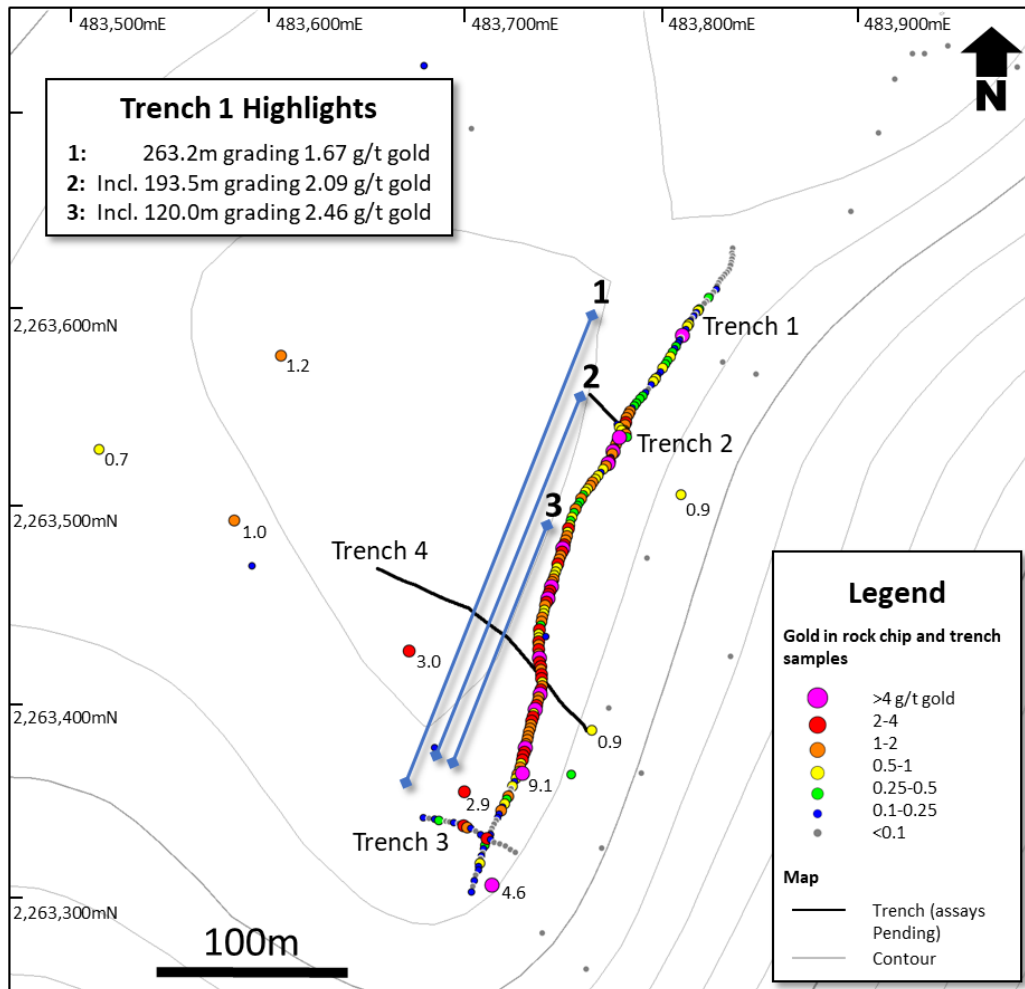 483,500mE
483,600mE
483,700mE
483,800mE
483,900mE
N
Trench 1 Highlights
1: 263.2m grading 1.67 g/t gold
2: Incl. 193.5m grading 2.09 g/t gold
3: Incl. 120.0m grading 2.46 g/t gold
1
2,263,600mN
Trench 1
1.2
2
Trench 2
0.7
3
0.9
2,263,500mN
1.0
Trench 4
3.0
2,263,400mN
0.9
9.1
2.9
Trench 3
4.6
2,263,300mN
100m
Legend
Gold in rock chip and trench
samples
>4 g/t gold
2-4
1-2
0.5-1
0.25-0.5
0.1-0.25
<0.1
Map
Trench (assays
Pending)
Contour